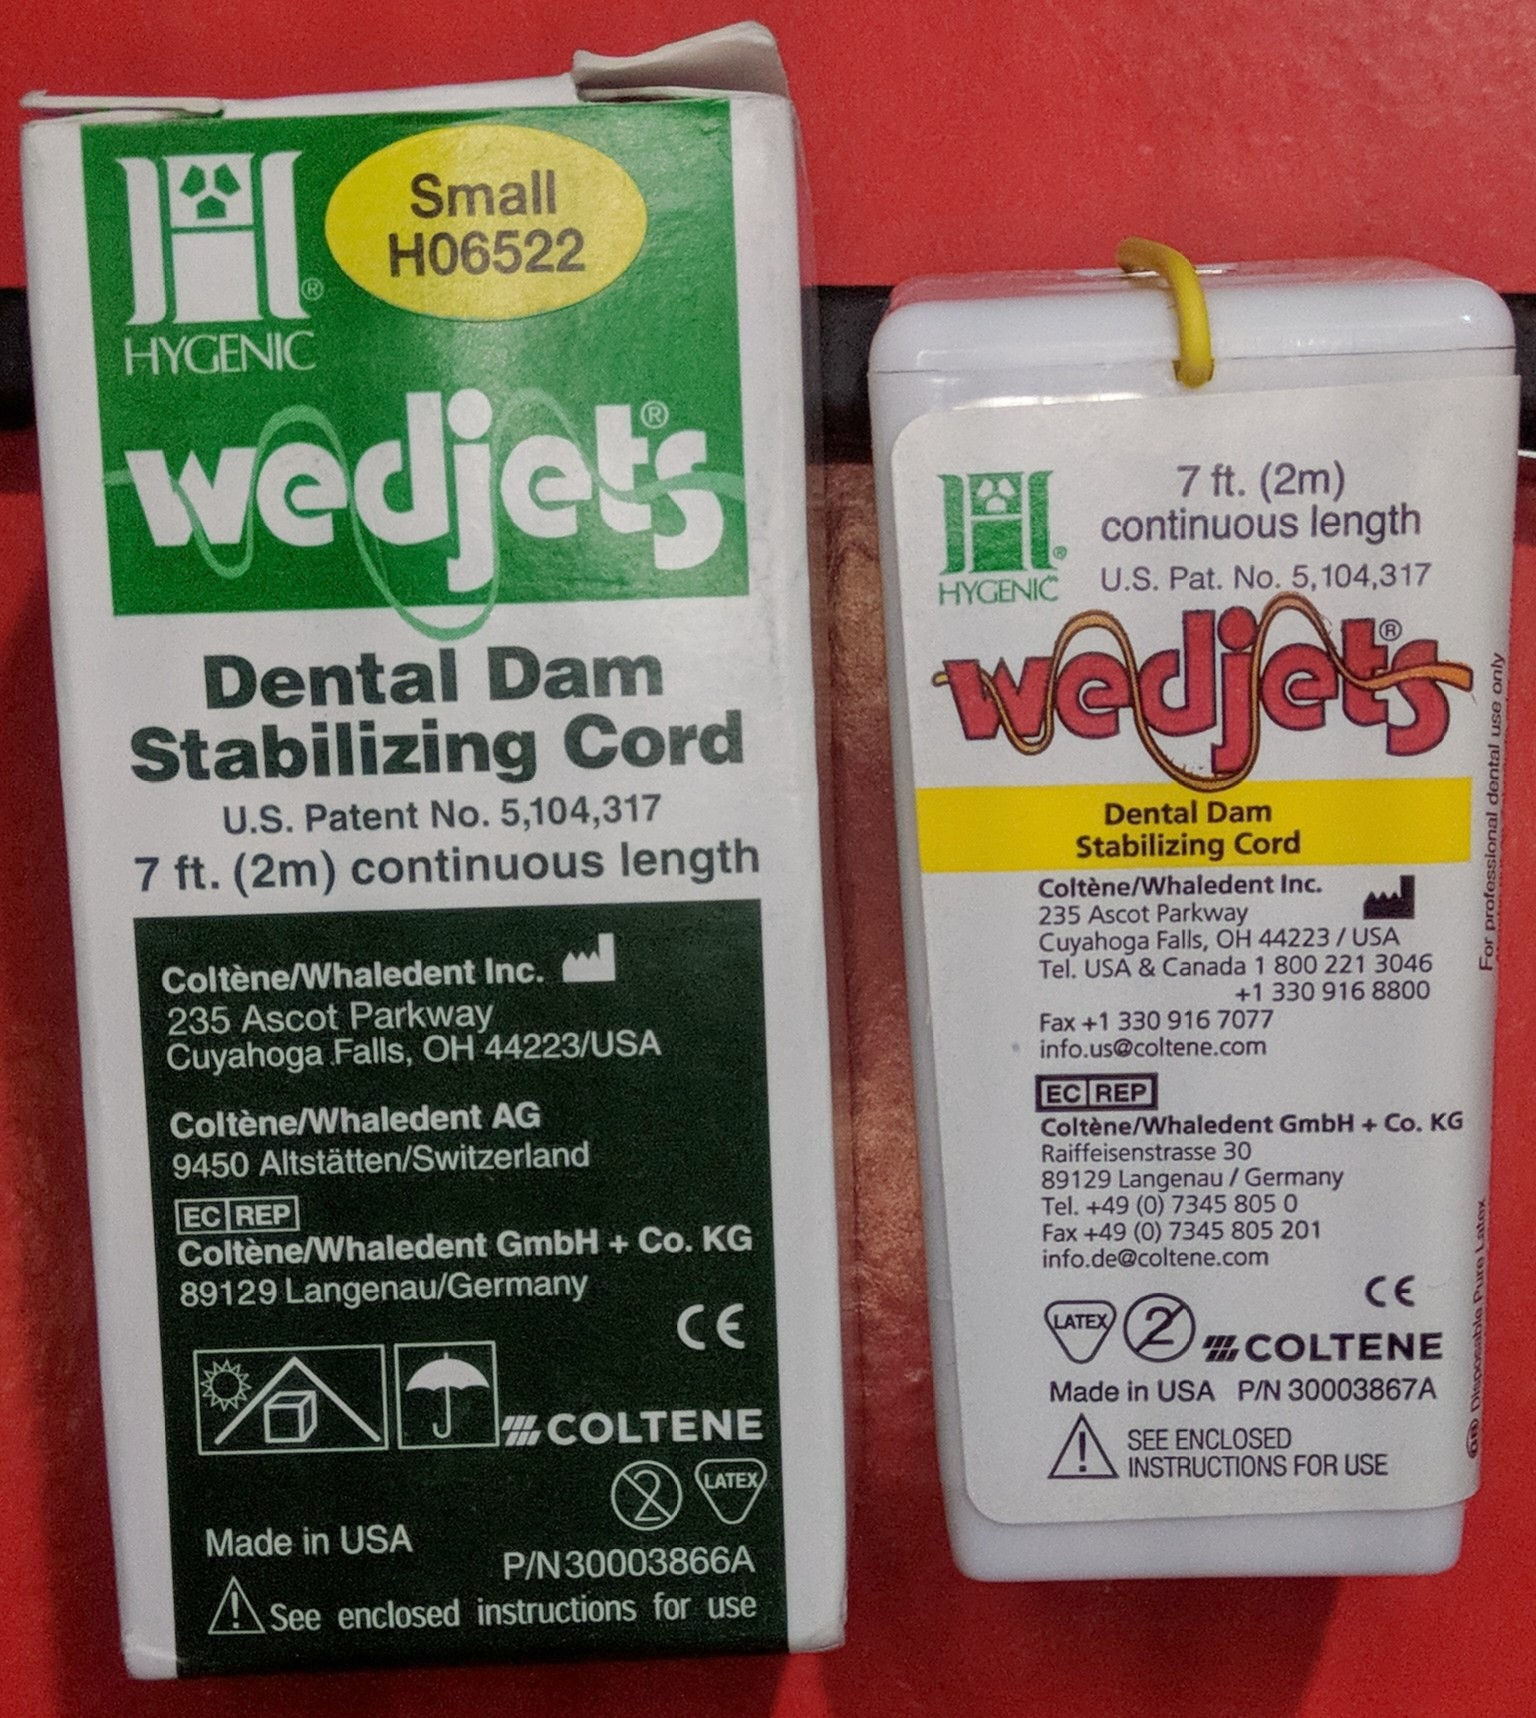 Small
H06522
H®
HYGENIC
wedjets®
Dental Dam
Stabilizing Cord
U.S. Patent No. 5,104,317
7 ft. (2m) continuous length
Coltène/Whaledent Inc.
235 Ascot Parkway
Cuyahoga Falls, OH 44223/USA
Coltène/Whaledent AG
9450 Altstätten/Switzerland
EC REP
Coltène/Whaledent GmbH + Co. KG
89129 Langenau/Germany
CE
COLTENE
2 LATEX
Made in USA
P/N30003866A
See enclosed instructions for use
7 ft. (2m)
continuous length
H®
HYGENIC
U.S. Pat. No. 5,104,317
wedjets®
Dental Dam
Stabilizing Cord
Coltène/Whaledent Inc.
235 Ascot Parkway
Cuyahoga Falls, OH 44223 / USA
Tel. USA & Canada 1 800 221 3046
+1 330 916 8800
Fax +1 330 916 7077
info.us@coltene.com
EC REP
Coltène/Whaledent GmbH + Co. KG
Raiffeisenstrasse 30
89129 Langenau / Germany
Tel. +49 (0) 7345 805 0
Fax +49 (0) 7345 805 201
info.de@coltene.com
CE
LATEX 2 COLTENE
Made in USA P/N 30003867A
SEE ENCLOSED
INSTRUCTIONS FOR USE
For professional dental use only
GB Disposable Pure Latex